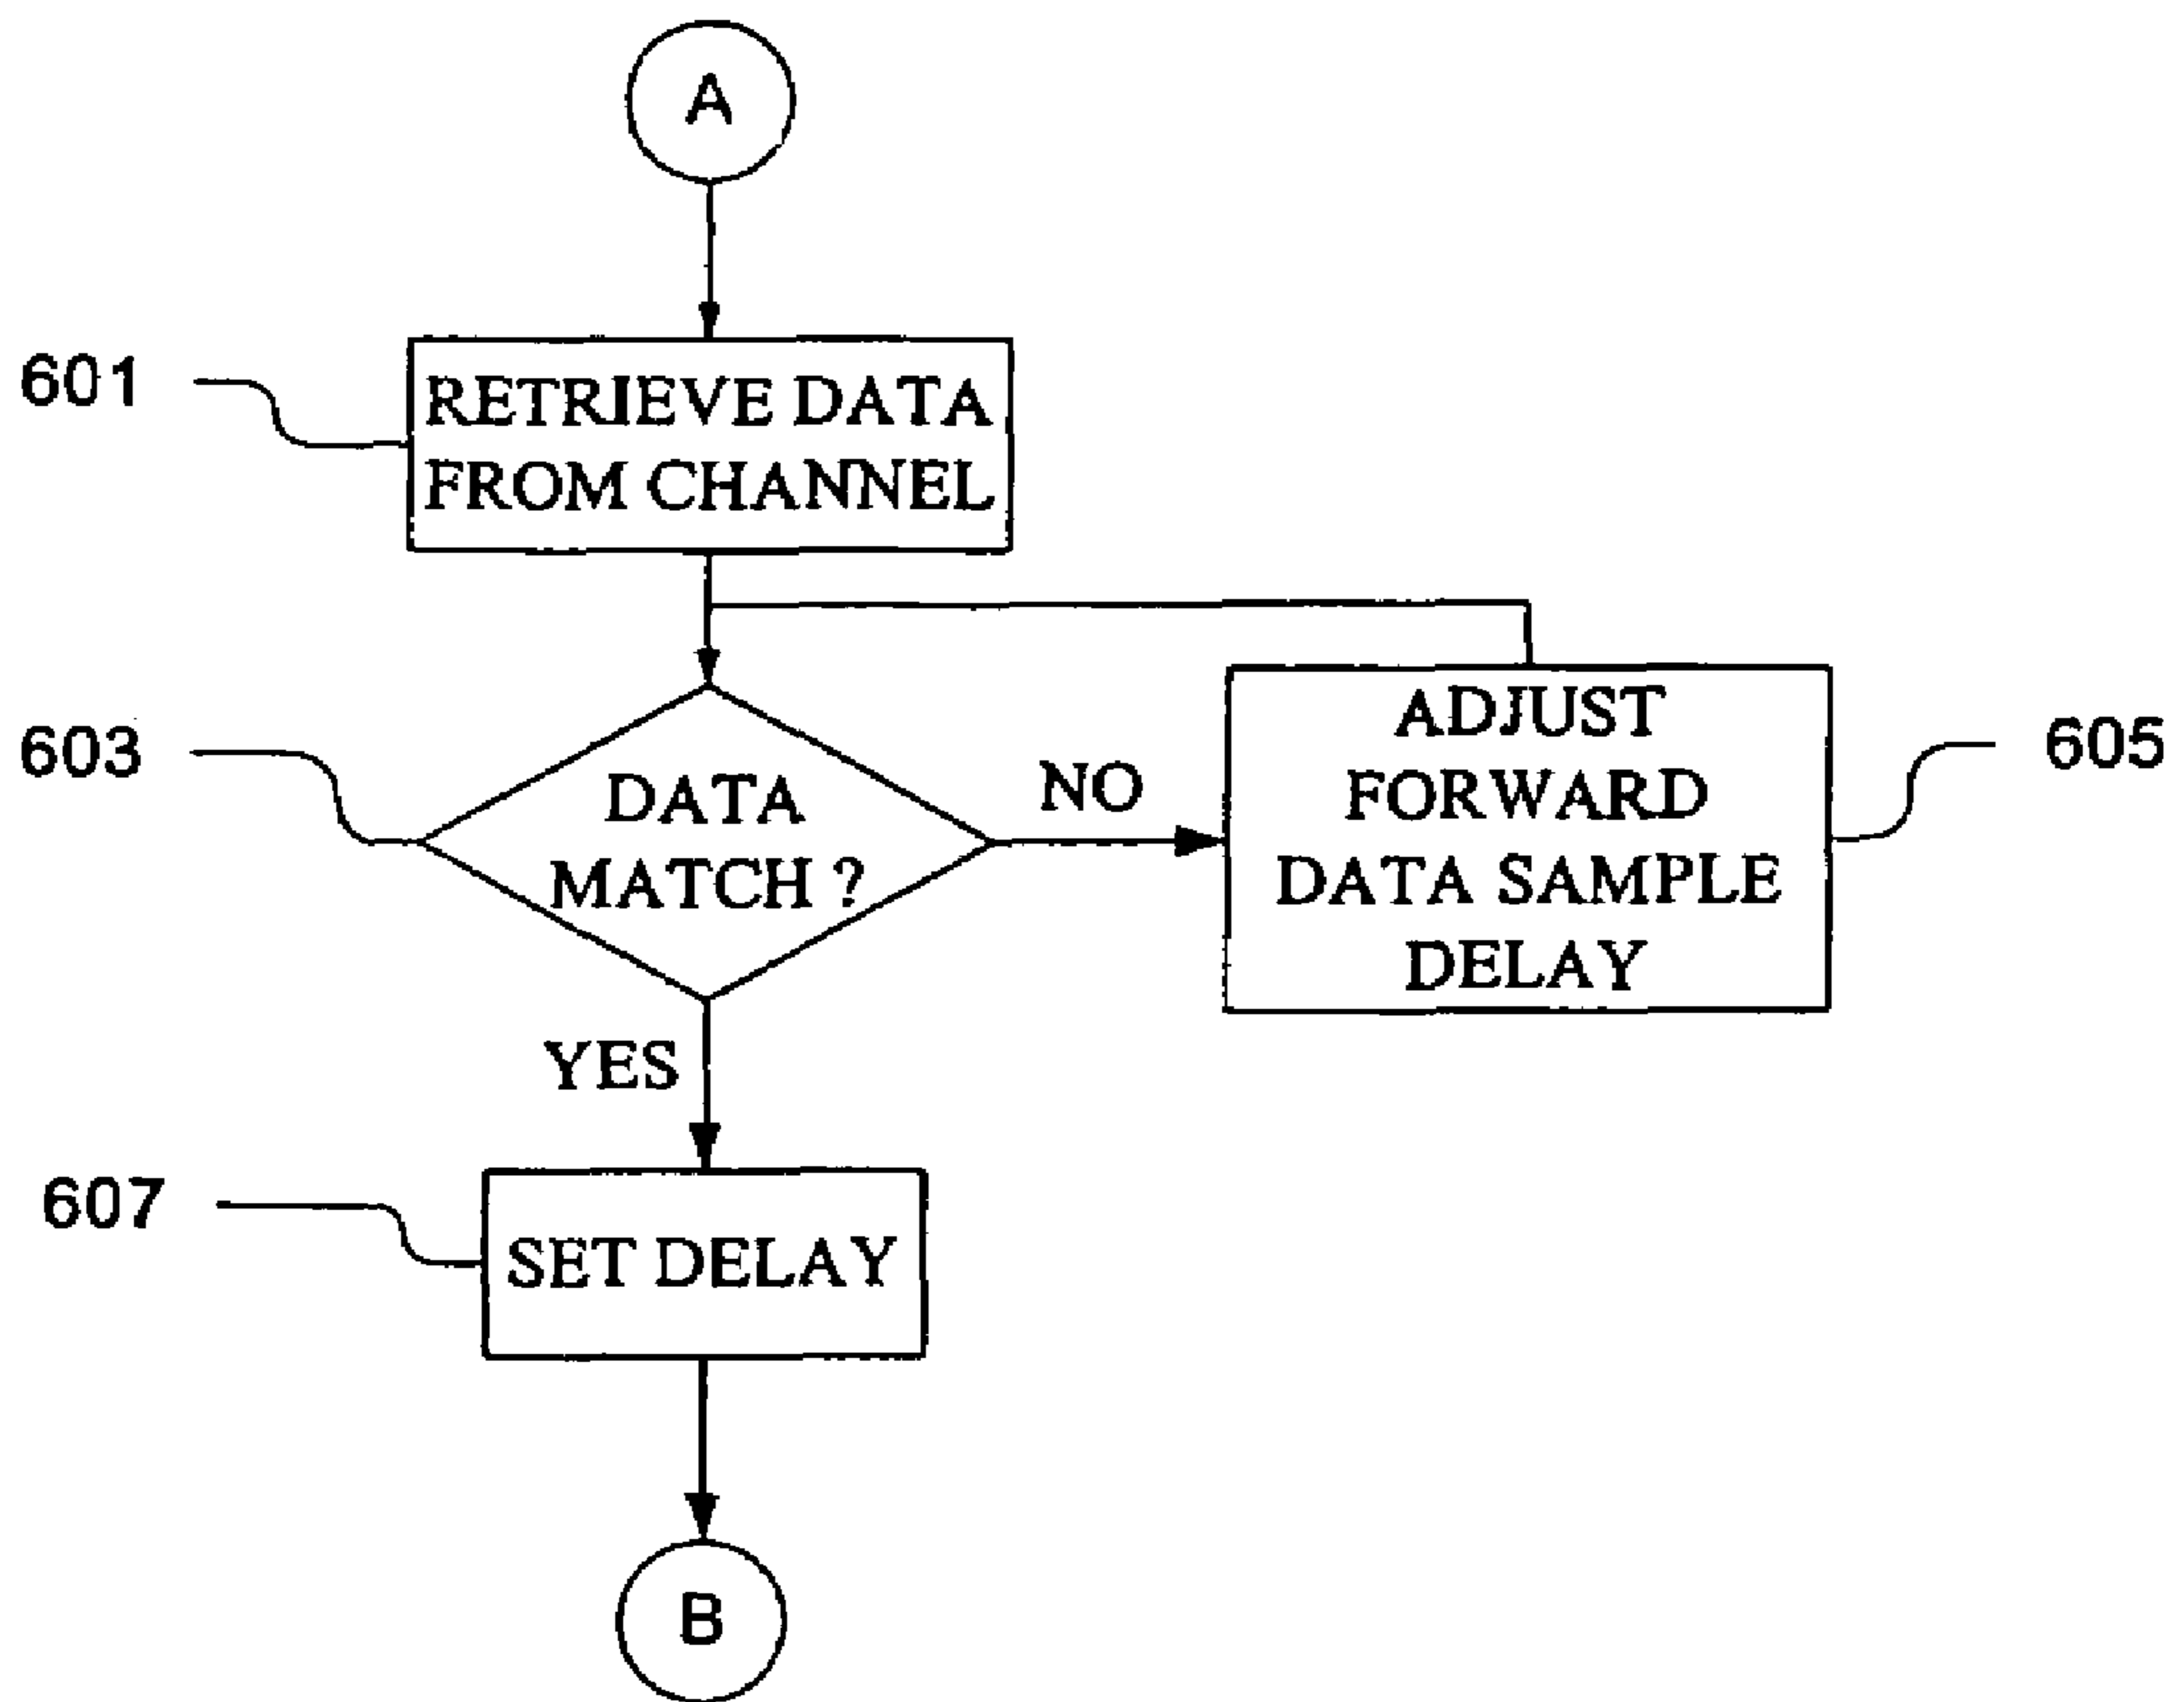 A
601
RETRIEVE DATA
FROM CHANNEL
603
DATA
MATCH ?
NO
ADJUST
FORWARD
DATA SAMPLE
DELAY
605
YES
607
SET DELAY
B